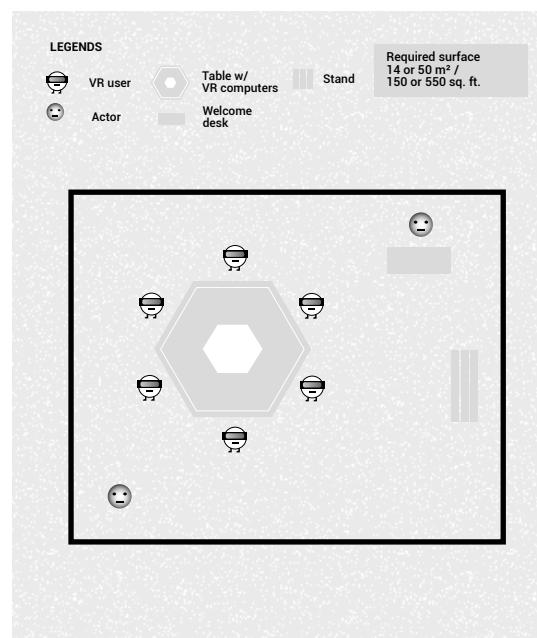 LEGENDS
VR user
Table w/
VR computers
Stand
Actor
Welcome
desk
Required surface
14 or 50 m² /
150 or 550 sq. ft.